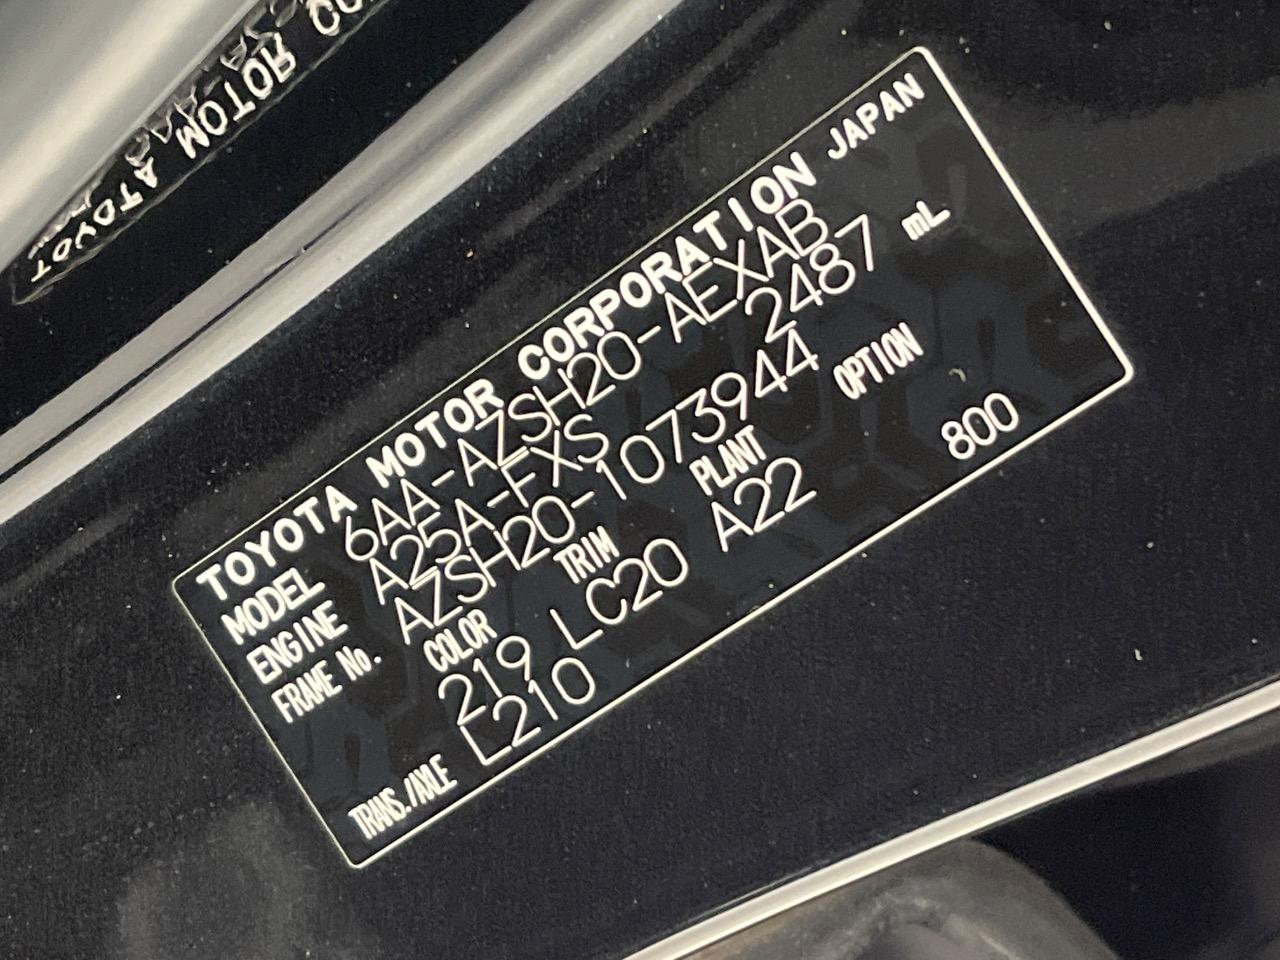 TOYOTA MOTOR CORPORATION JAPAN
MODEL 6AA-AZSH20-AEXAB
ENGINE A25A-FXS 2487 mL
FRAME No. AZSH20-1073944
COLOR TRIM PLANT OPTION
219 LC20 A22 800
TRANS./AXLE L210
TOYOTA MOTOR